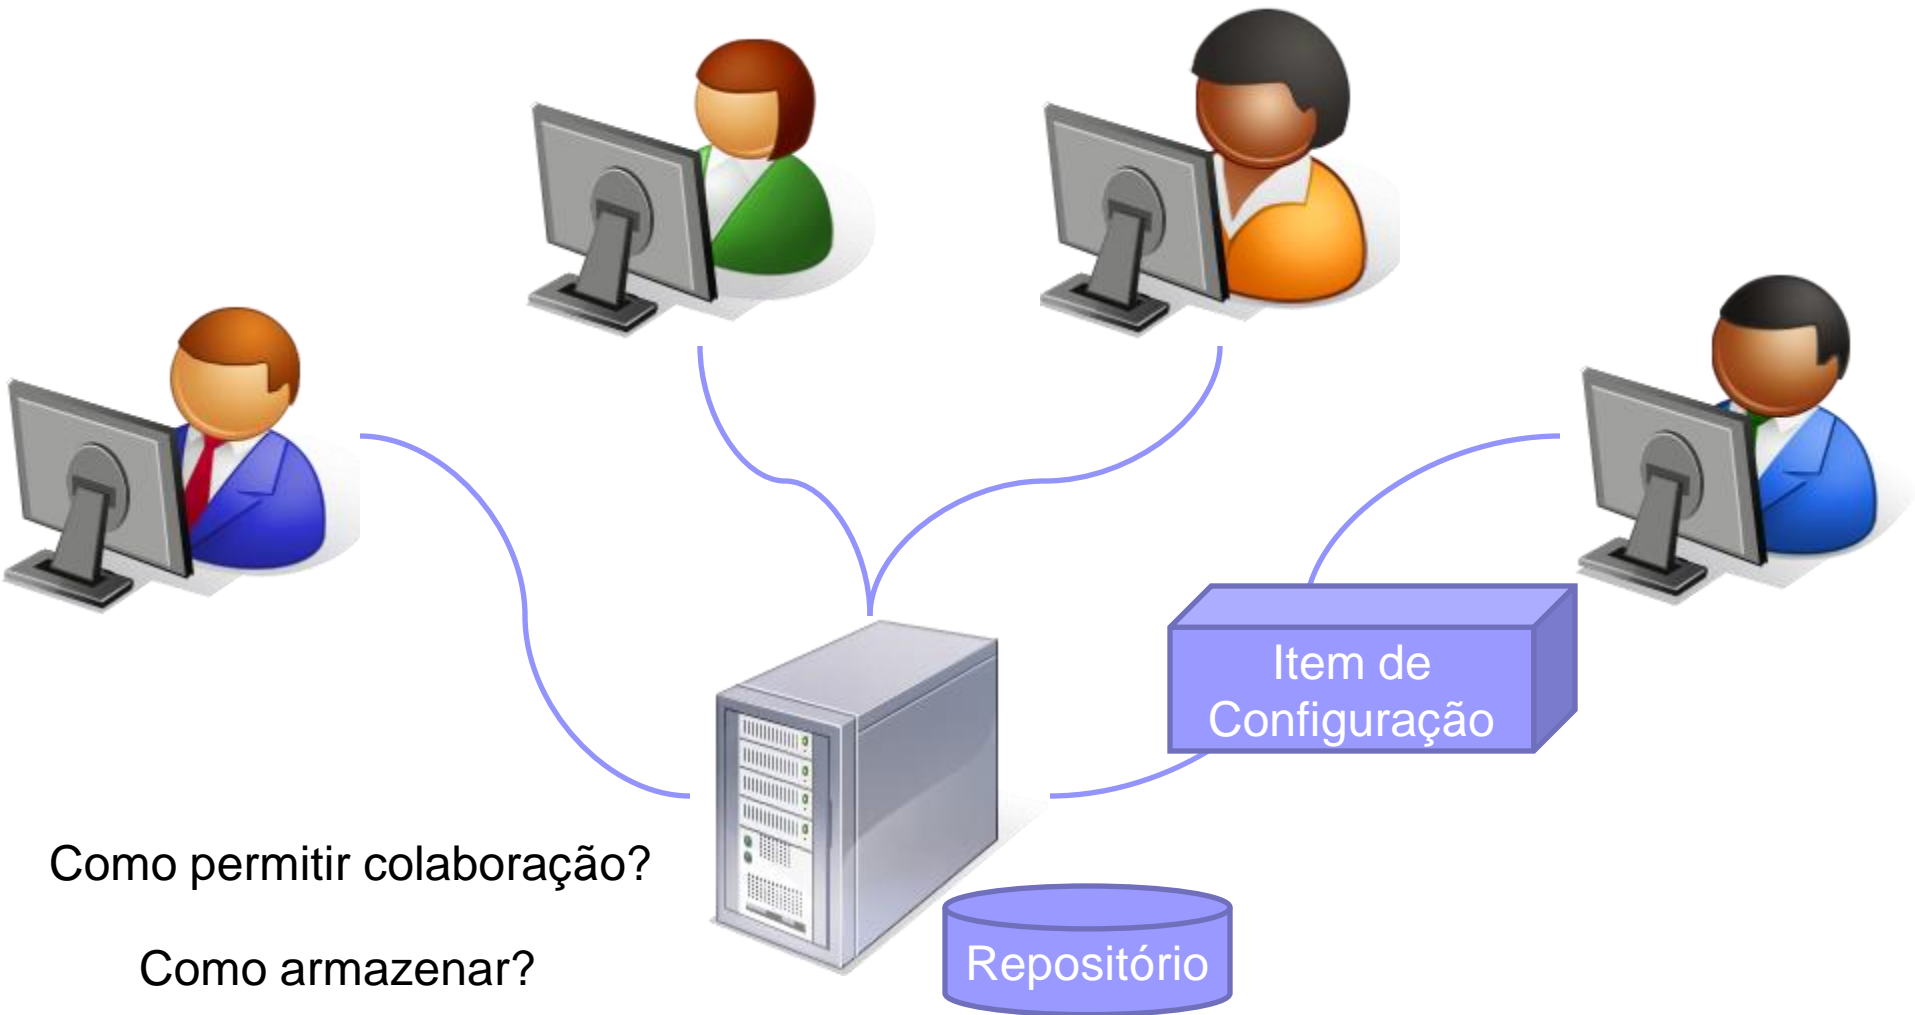 Item de
Configuração
Como permitir colaboração?
Como armazenar?
Repositório